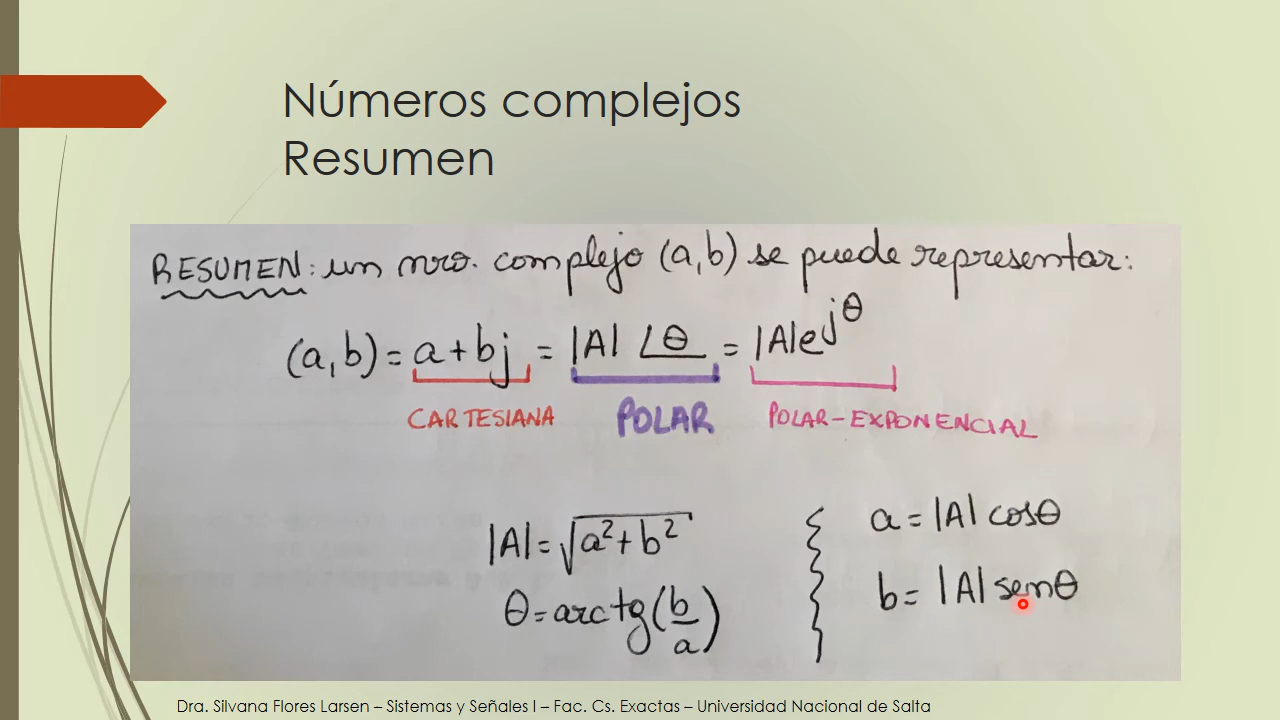 Números complejos
Resumen
RESUMEN: un nro. complejo (a,b) se puede representar:
(a,b) = a+bj = |A| ∠θ = |A|e^jθ
CARTESIANA POLAR POLAR-EXPONENCIAL
|A| = √a²+b²
θ = arctg(b/a)
a = |A| cosθ
b = |A| senθ
Dra. Silvana Flores Larsen – Sistemas y Señales I – Fac. Cs. Exactas – Universidad Nacional de Salta